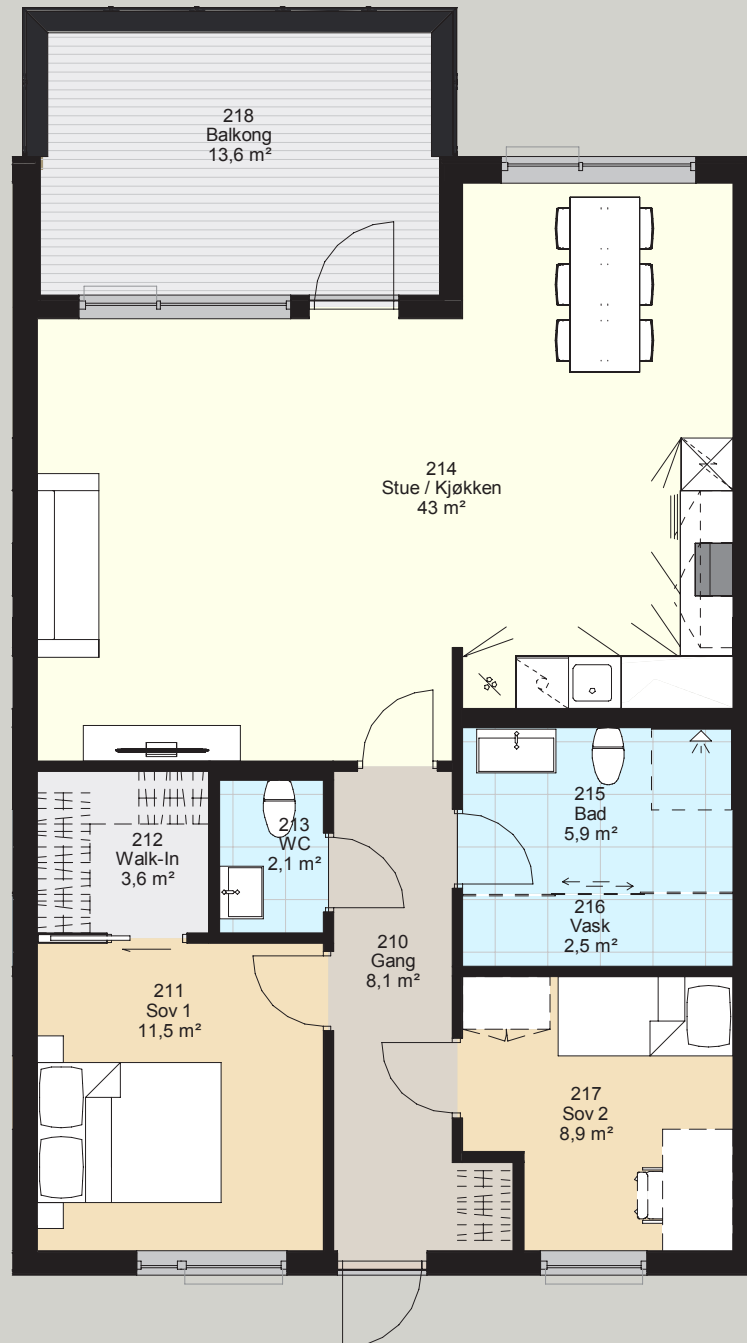 218
Balkong
13,6 m²
214
Stue / Kjøkken
43 m²
212
Walk-In
3,6 m²
213
WC
2,1 m²
215
Bad
5,9 m²
216
Vask
2,5 m²
210
Gang
8,1 m²
211
Sov 1
11,5 m²
217
Sov 2
8,9 m²